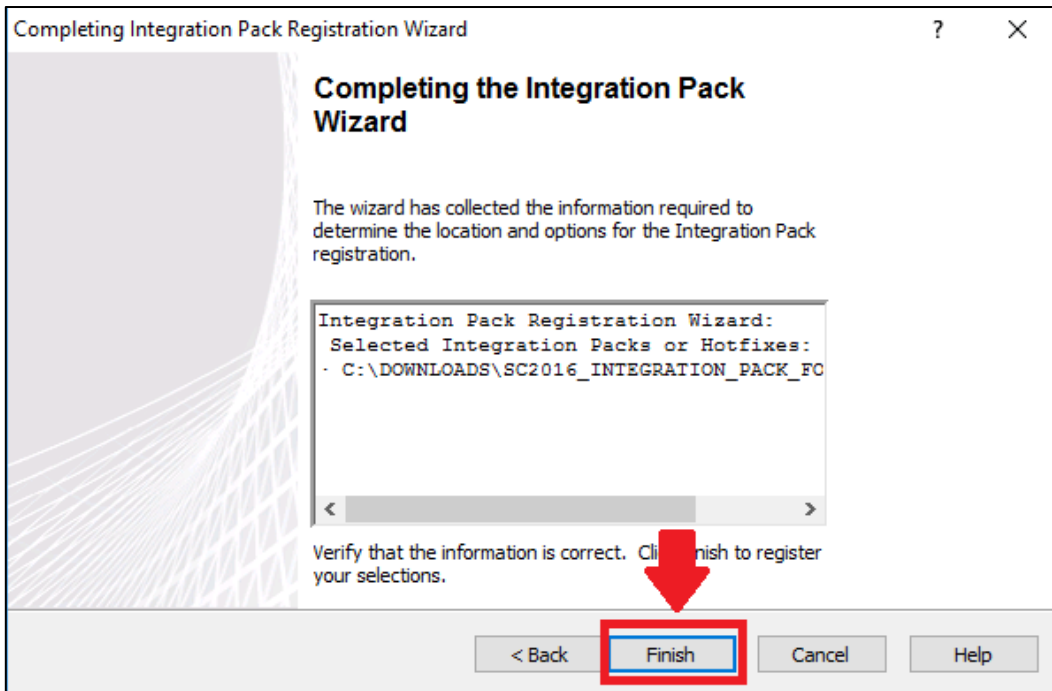 Completing Integration Pack Registration Wizard
?
Completing the Integration Pack
Wizard
The wizard has collected the information required to
determine the location and options for the Integration Pack
registration.
Integration Pack Registration Wizard:
Selected Integration Packs or Hotfixes:
· C:\DOWNLOADS\SC2016_INTEGRATION_PACK_FO
Verify that the information is correct. to register
your selections.
< Back
Finish
Cancel
Help